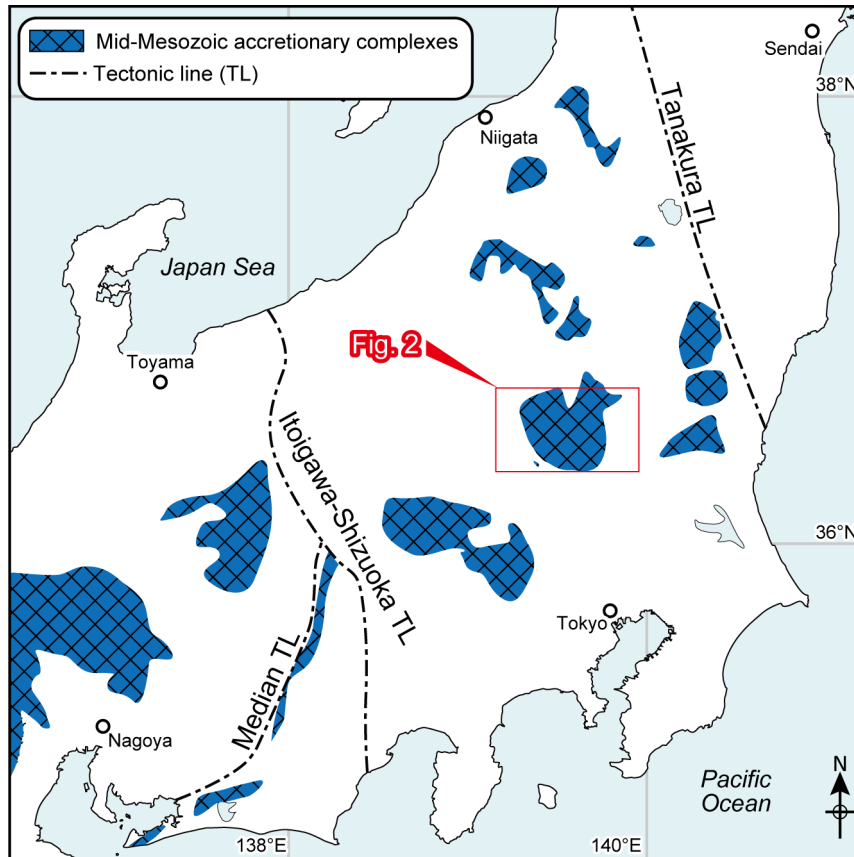 Mid-Mesozoic accretionary complexes
Tectonic line (TL)
Sendai
38°N
Niigata
Tanakura TL
Japan Sea
Fig. 2
Toyama
Itoigawa-Shizuoka TL
36°N
Tokyo
Median TL
Nagoya
Pacific
Ocean
N
138°E
140°E